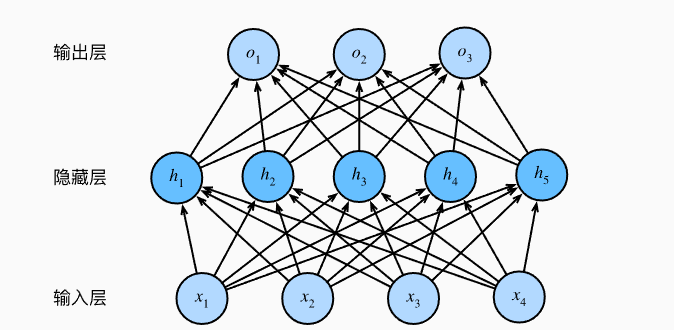 输出层 o1 o2 o3
隐藏层 h1 h2 h3 h4 h5
输入层 x1 x2 x3 x4